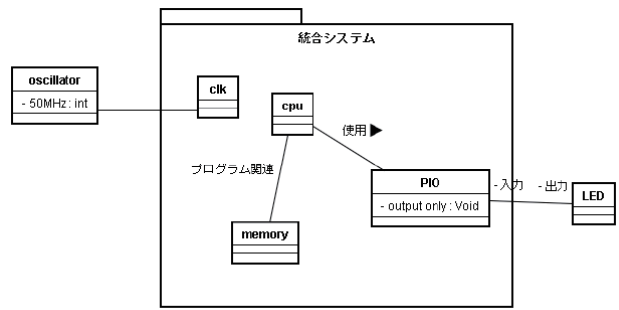 統合システム
oscillator
- 50MHz : int
clk
cpu
使用 ▶
プログラム関連
PIO
- output only : Void
- 入力
- 出力
LED
memory